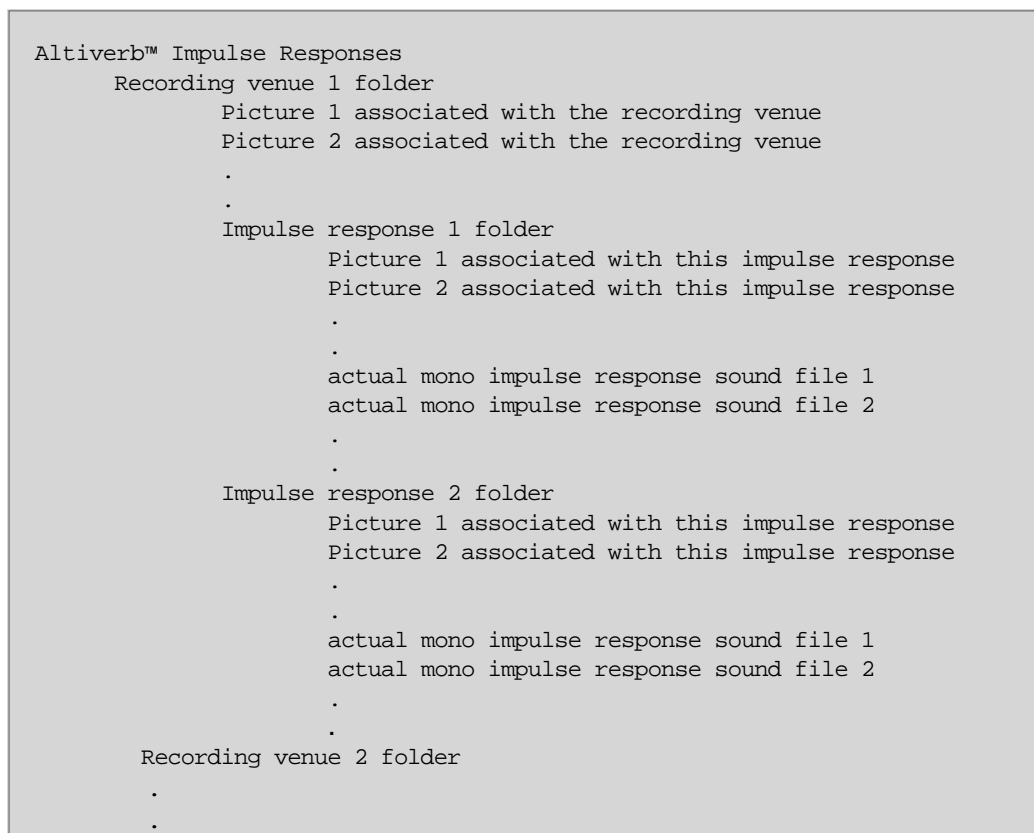 Altiverb™ Impulse Responses
Recording venue 1 folder
Picture 1 associated with the recording venue
Picture 2 associated with the recording venue
.
.
Impulse response 1 folder
Picture 1 associated with this impulse response
Picture 2 associated with this impulse response
.
.
actual mono impulse response sound file 1
actual mono impulse response sound file 2
.
.
Impulse response 2 folder
Picture 1 associated with this impulse response
Picture 2 associated with this impulse response
.
.
actual mono impulse response sound file 1
actual mono impulse response sound file 2
.
.
Recording venue 2 folder
.
.